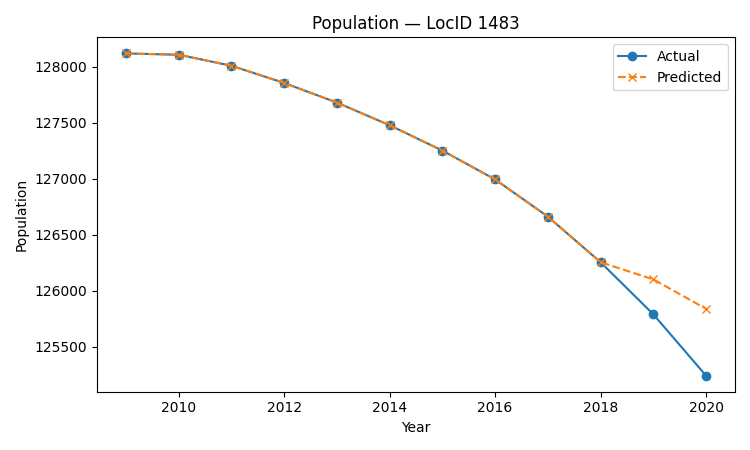 Population — LocID 1483
Actual
Predicted
Population
128000
127500
127000
126500
126000
125500
2010
2012
2014
2016
2018
2020
Year